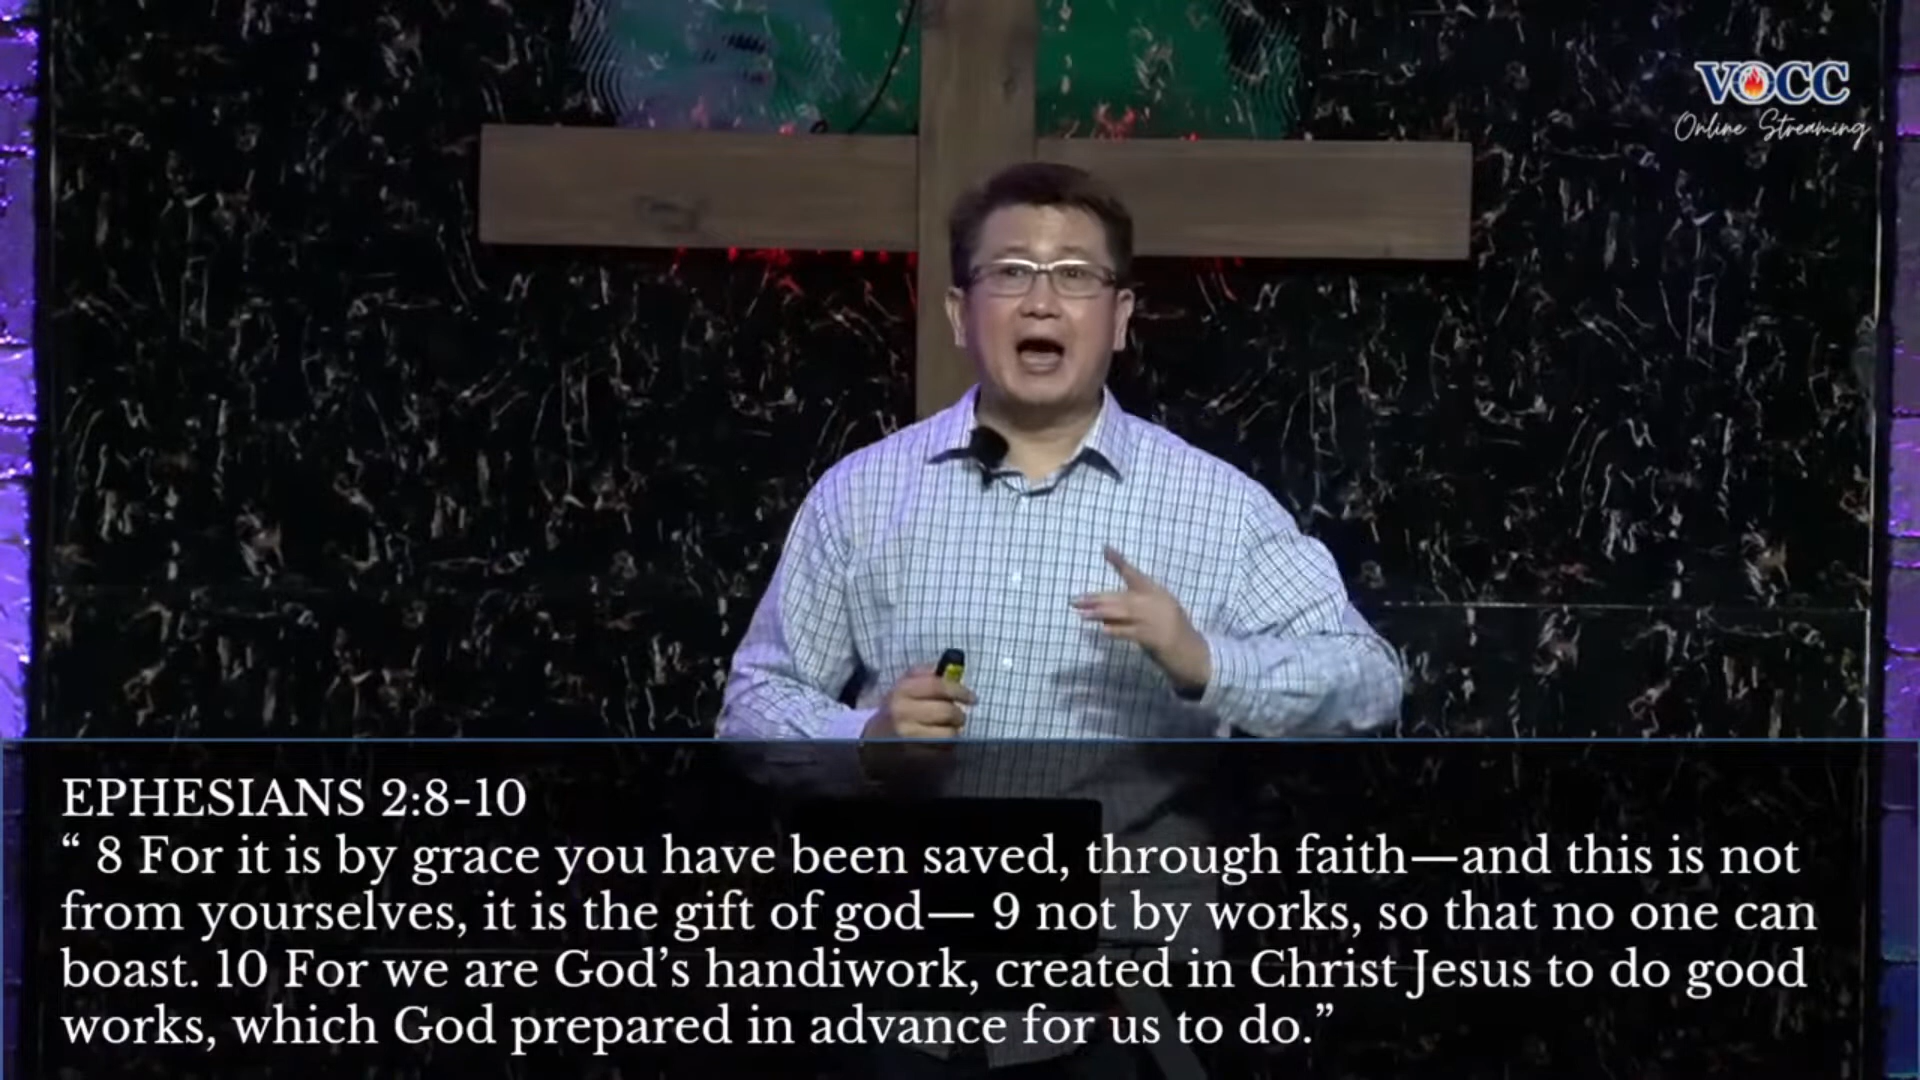 VOCC
Online Streaming
EPHESIANS 2:8-10
“ 8 For it is by grace you have been saved, through faith—and this is not
from yourselves, it is the gift of god— 9 not by works, so that no one can
boast. 10 For we are God’s handiwork, created in Christ Jesus to do good
works, which God prepared in advance for us to do.”